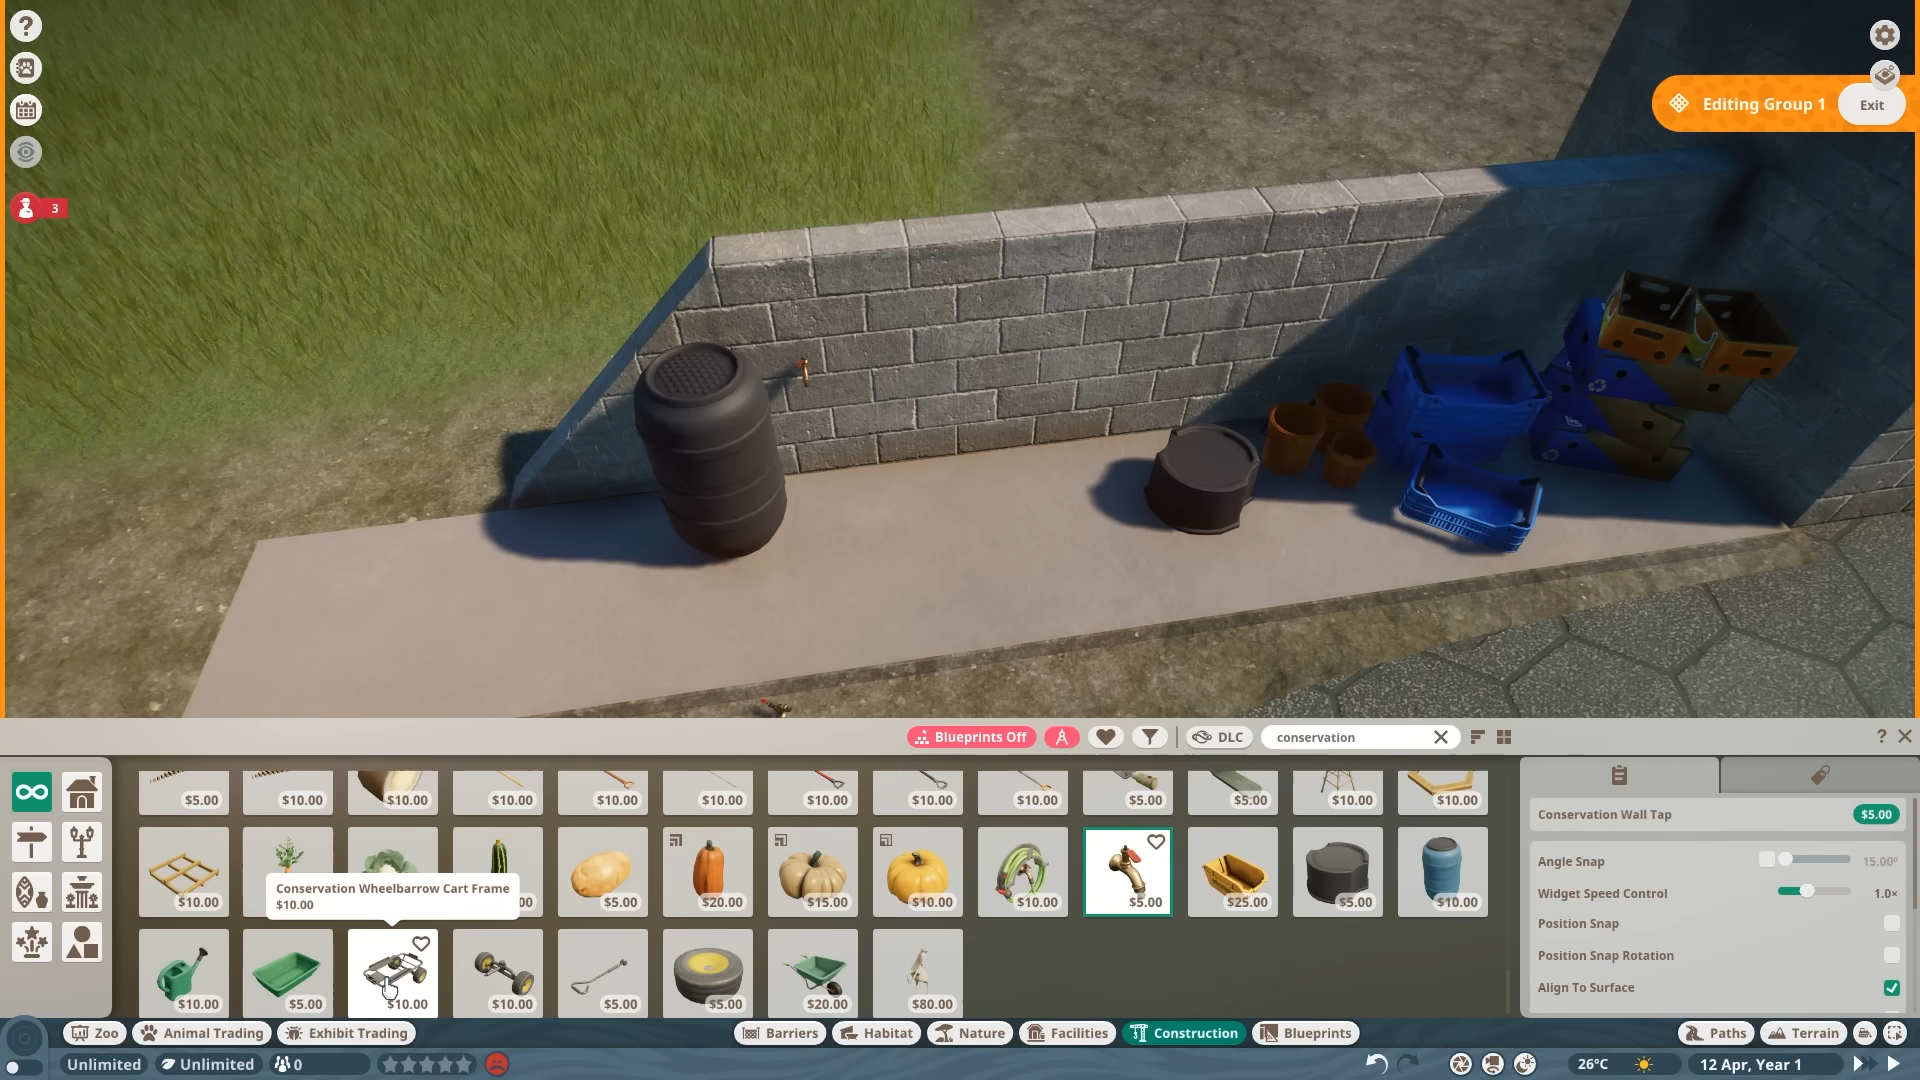 ?
Editing Group 1
Exit
3
Blueprints Off
DLC
conservation
?
$5.00
$10.00
$10.00
$10.00
$10.00
$10.00
$10.00
$10.00
$10.00
$5.00
$5.00
$10.00
$10.00
$10.00
Conservation Wheelbarrow Cart Frame
$10.00
00
$5.00
$20.00
$15.00
$10.00
$10.00
$5.00
$25.00
$5.00
$10.00
$10.00
$5.00
$10.00
$10.00
$5.00
$5.00
$20.00
$80.00
Conservation Wall Tap
$5.00
Angle Snap
15.00°
Widget Speed Control
1.0×
Position Snap
Position Snap Rotation
Align To Surface
Zoo
Animal Trading
Exhibit Trading
Barriers
Habitat
Nature
Facilities
Construction
Blueprints
Paths
Terrain
Unlimited
Unlimited
0
26°C
12 Apr, Year 1